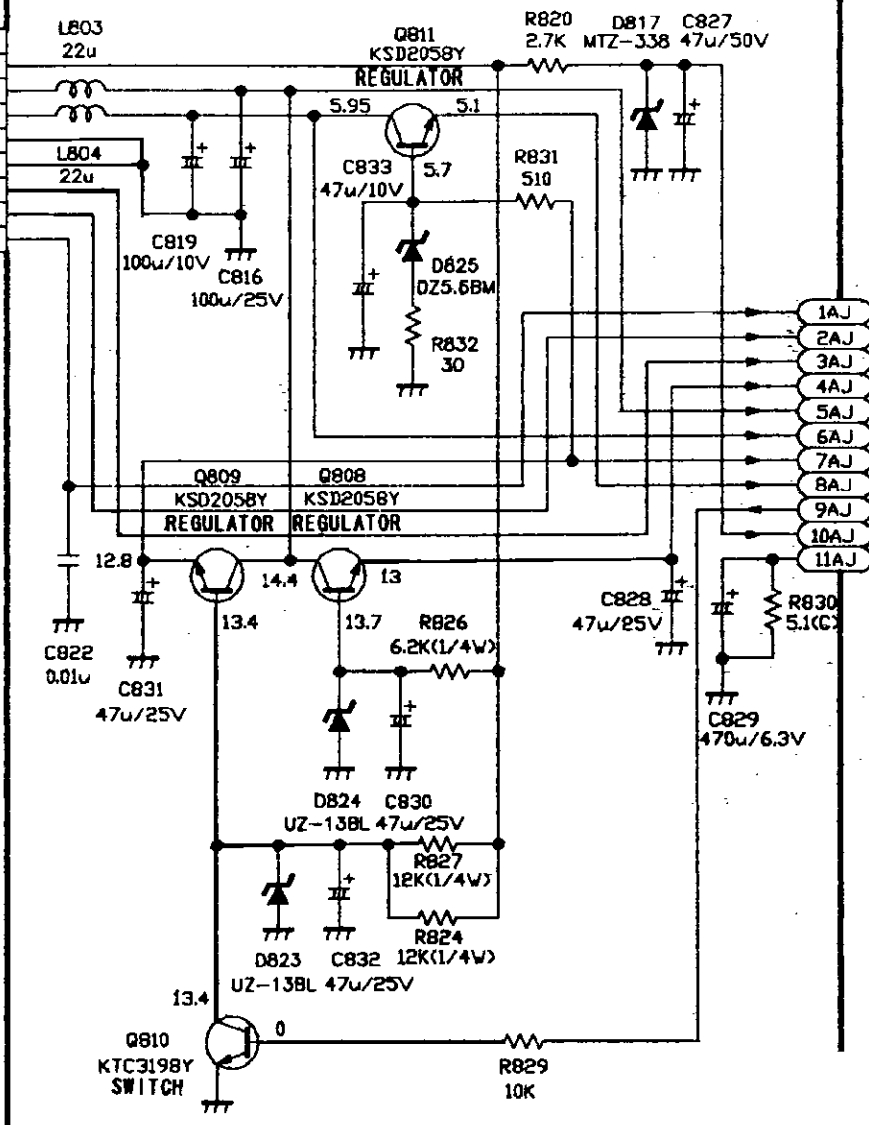 L803
22u
Q811
KSD2058Y
REGULATOR
R820
2.7K
D817
MTZ-33B
C827
47u/50V
5.95
5.1
5.7
L804
22u
C833
47u/10V
R831
510
C819
100u/10V
C816
100u/25V
D825
DZ5.6BM
R832
30
1AJ
2AJ
3AJ
4AJ
5AJ
6AJ
7AJ
8AJ
9AJ
10AJ
11AJ
Q809
KSD2058Y
REGULATOR
Q808
KSD2058Y
REGULATOR
12.8
14.4
13
13.4
13.7
C822
0.01u
C831
47u/25V
R826
6.2K(1/4W)
C828
47u/25V
R830
5.1(C)
C829
470u/6.3V
D824
UZ-13BL
C830
47u/25V
R827
12K(1/4W)
R824
12K(1/4W)
D823
UZ-13BL
C832
47u/25V
13.4
0
Q810
KTC3198Y
SWITCH
R829
10K